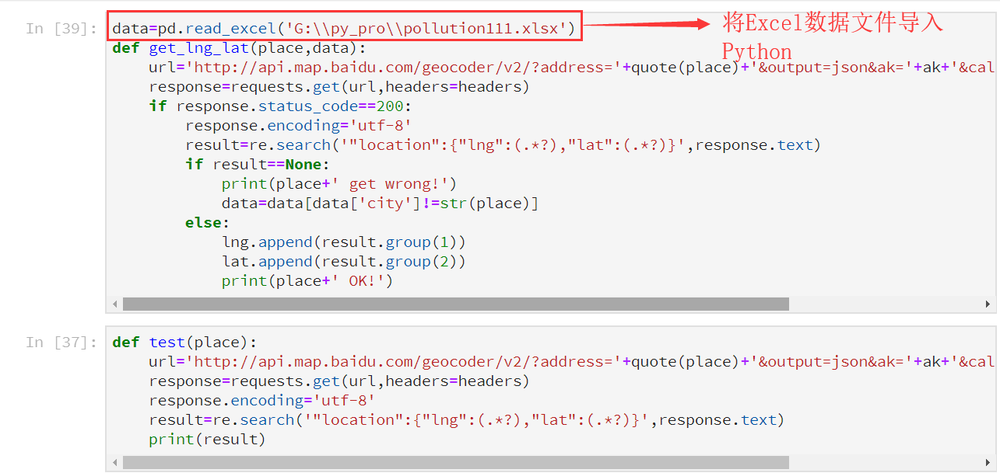 In [39]:
data=pd.read_excel('G:\\py_pro\\pollution111.xlsx')
将Excel数据文件导入
Python
def get_lng_lat(place,data):
    url='http://api.map.baidu.com/geocoder/v2/?address='+quote(place)+'&output=json&ak='+ak+'&cal
    response=requests.get(url,headers=headers)
    if response.status_code==200:
        response.encoding='utf-8'
        result=re.search('"location":{"lng":(.*?),"lat":(.*?)}',response.text)
        if result==None:
            print(place+' get wrong!')
            data=data[data['city']!=str(place)]
        else:
            lng.append(result.group(1))
            lat.append(result.group(2))
            print(place+' OK!')
In [37]:
def test(place):
    url='http://api.map.baidu.com/geocoder/v2/?address='+quote(place)+'&output=json&ak='+ak+'&cal
    response=requests.get(url,headers=headers)
    response.encoding='utf-8'
    result=re.search('"location":{"lng":(.*?),"lat":(.*?)}',response.text)
    print(result)